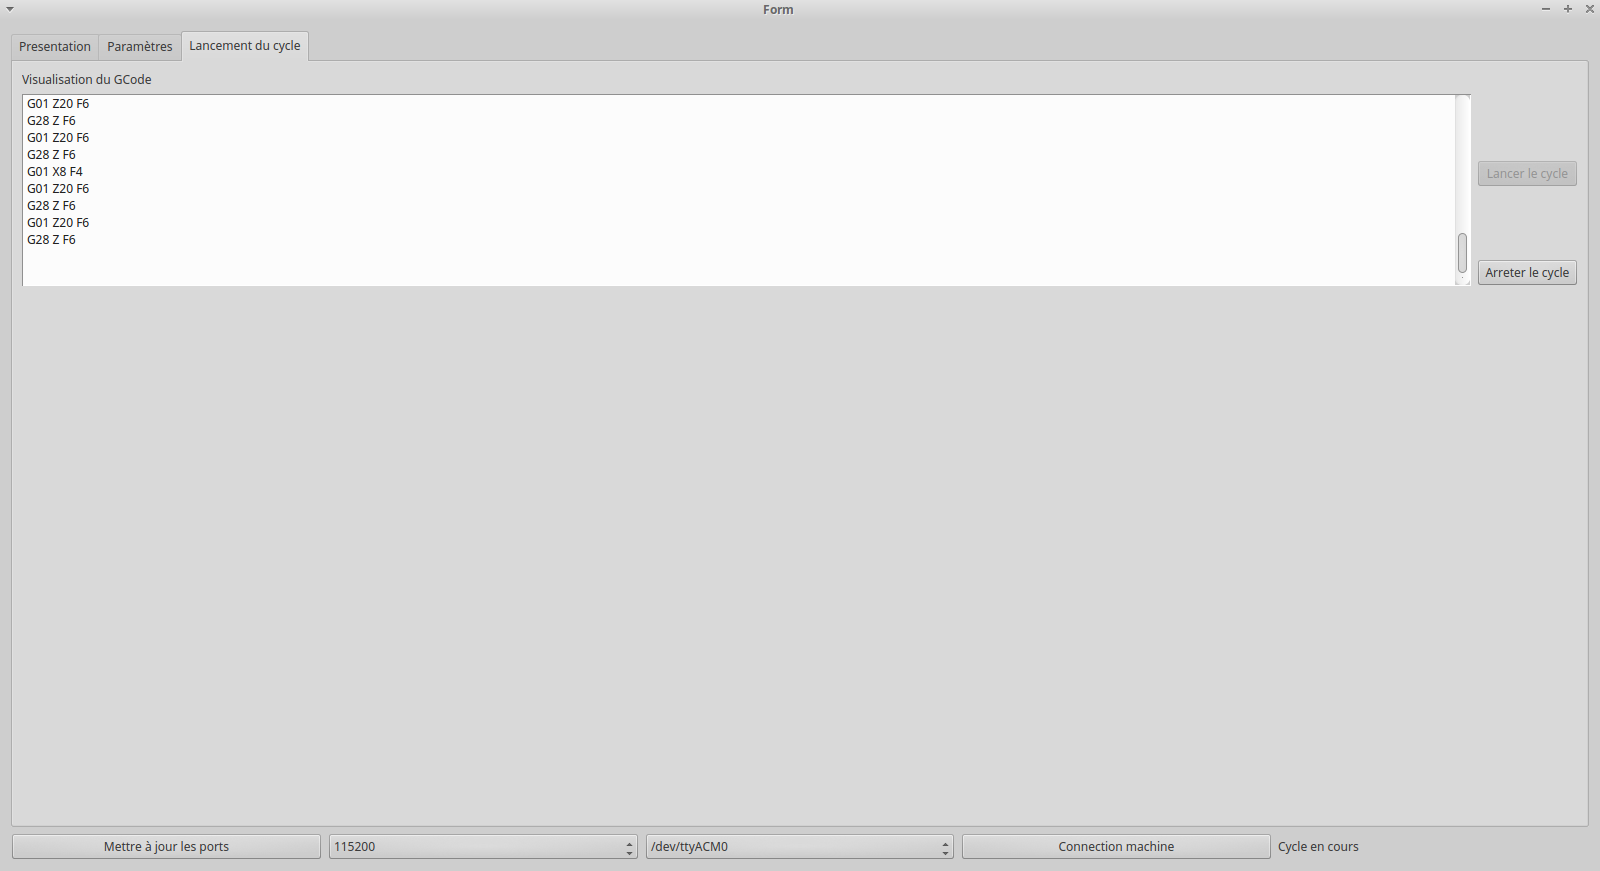 Form
Presentation Paramètres Lancement du cycle
Visualisation du GCode
G01 Z20 F6
G28 Z F6
G01 Z20 F6
G28 Z F6
G01 X8 F4
G01 Z20 F6
G28 Z F6
G01 Z20 F6
G28 Z F6
Lancer le cycle
Arreter le cycle
Mettre à jour les ports 115200 /dev/ttyACM0 Connection machine Cycle en cours